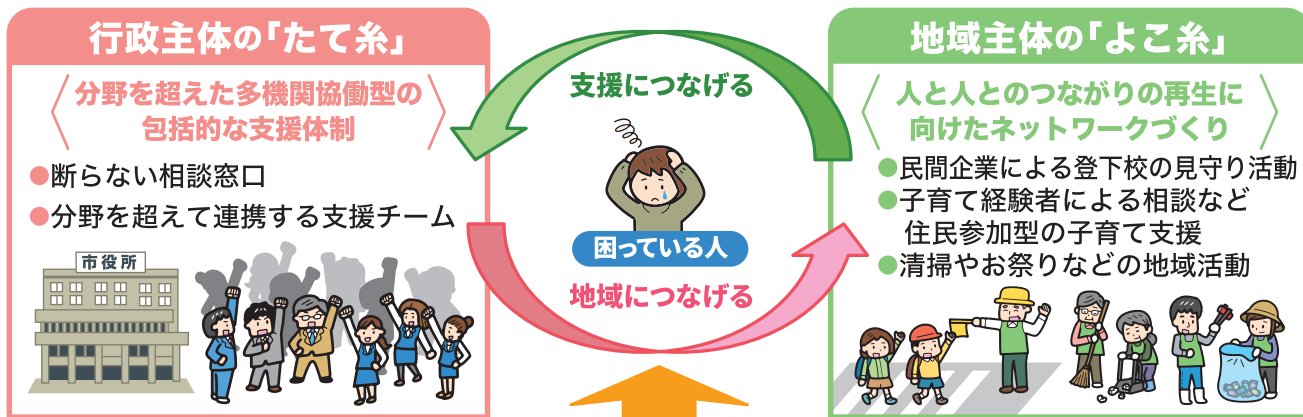 行政主体の「たて糸」
分野を超えた多機関協働型の
包括的な支援体制
●断らない相談窓口
●分野を超えて連携する支援チーム
市役所
支援につなげる
困っている人
地域につなげる
地域主体の「よこ糸」
人と人とのつながりの再生に
向けたネットワークづくり
●民間企業による登下校の見守り活動
●子育て経験者による相談など
住民参加型の子育て支援
●清掃やお祭りなどの地域活動